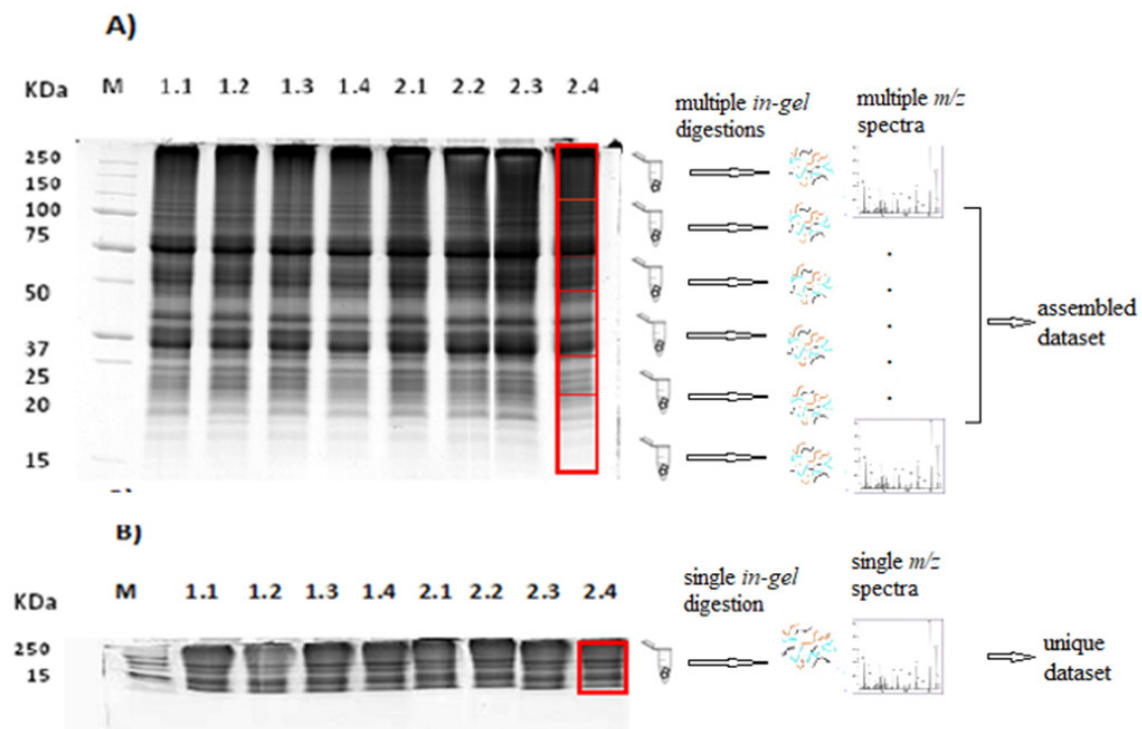 A)
KDa M 1.1 1.2 1.3 1.4 2.1 2.2 2.3 2.4
multiple in-gel digestions
multiple m/z spectra
250
150
100
75
50
37
25
20
15
assembled dataset
B)
KDa M 1.1 1.2 1.3 1.4 2.1 2.2 2.3 2.4
single in-gel digestion
single m/z spectra
250
15
unique dataset